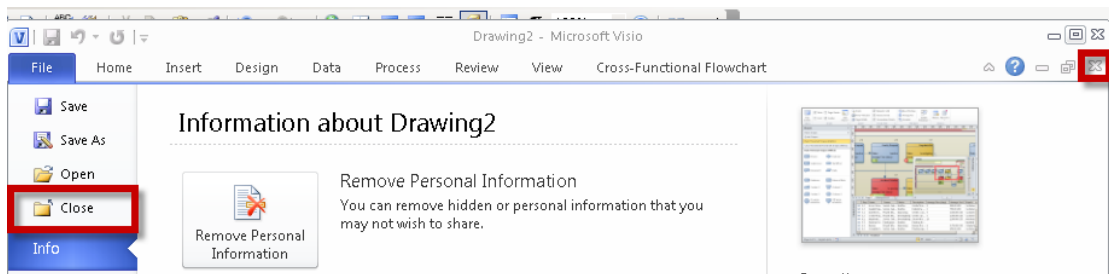 Drawing2 - Microsoft Visio
File Home Insert Design Data Process Review View Cross-Functional Flowchart
Save
Save As
Open
Close
Info
Information about Drawing2
Remove Personal Information
Remove Personal Information
You can remove hidden or personal information that you
may not wish to share.